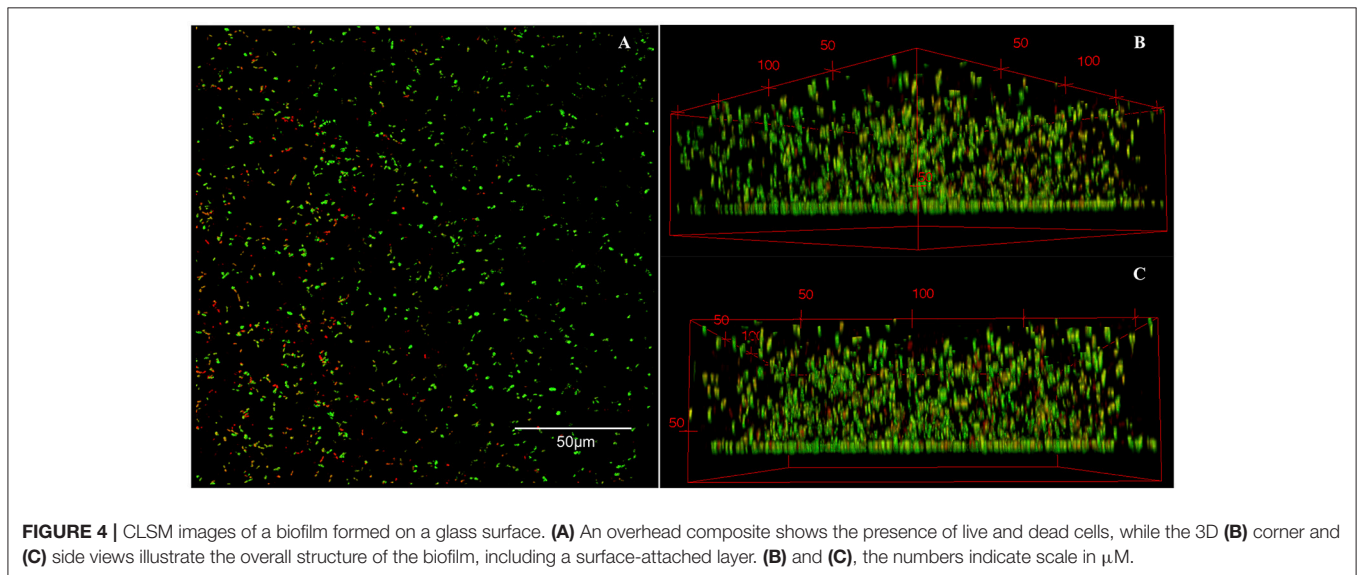 A
50µm
B
50
50
100
100
50
C
50
100
50
50
FIGURE 4 | CLSM images of a biofilm formed on a glass surface. (A) An overhead composite shows the presence of live and dead cells, while the 3D (B) corner and
(C) side views illustrate the overall structure of the biofilm, including a surface-attached layer. (B) and (C), the numbers indicate scale in µM.